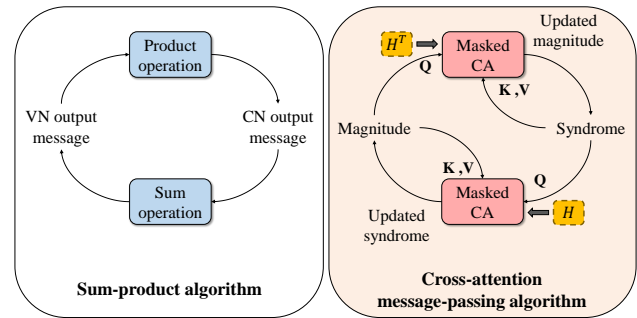 Product
operation
VN output
message
CN output
message
Sum
operation
Sum-product algorithm
H^T
Masked
CA
Updated
magnitude
Q
K ,V
Magnitude
Syndrome
K ,V
Q
Masked
CA
H
Updated
syndrome
Cross-attention
message-passing algorithm